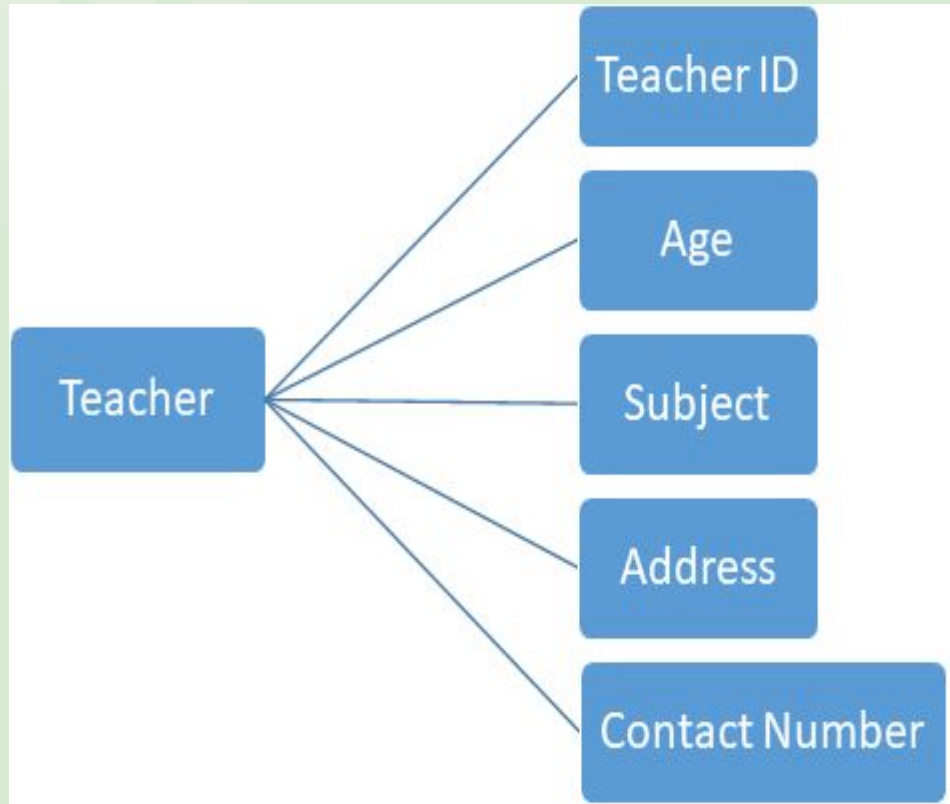 Teacher
Teacher ID
Age
Subject
Address
Contact Number